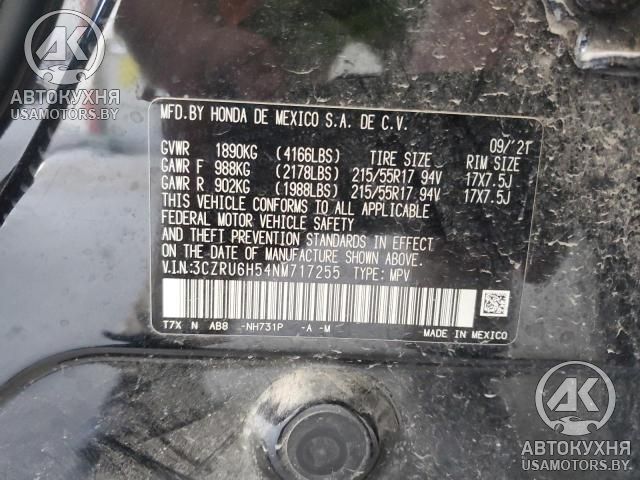 AK
АВТОКУХНЯ
USAMOTORS.BY
MFD.BY HONDA DE MEXICO S.A. DE C.V.
09/'21
GVWR 1890KG (4166LBS) TIRE SIZE RIM SIZE
GAWR F 988KG (2178LBS) 215/55R17 94V 17X7.5J
GAWR R 902KG (1988LBS) 215/55R17 94V 17X7.5J
THIS VEHICLE CONFORMS TO ALL APPLICABLE
FEDERAL MOTOR VEHICLE SAFETY
AND THEFT PREVENTION STANDARDS IN EFFECT
ON THE DATE OF MANUFACTURE SHOWN ABOVE.
V.I.N:3CZRU6H54NM717255 TYPE: MPV
T7X N AB8 -NH731P -A -M
MADE IN MEXICO
AK
АВТОКУХНЯ
USAMOTORS.BY